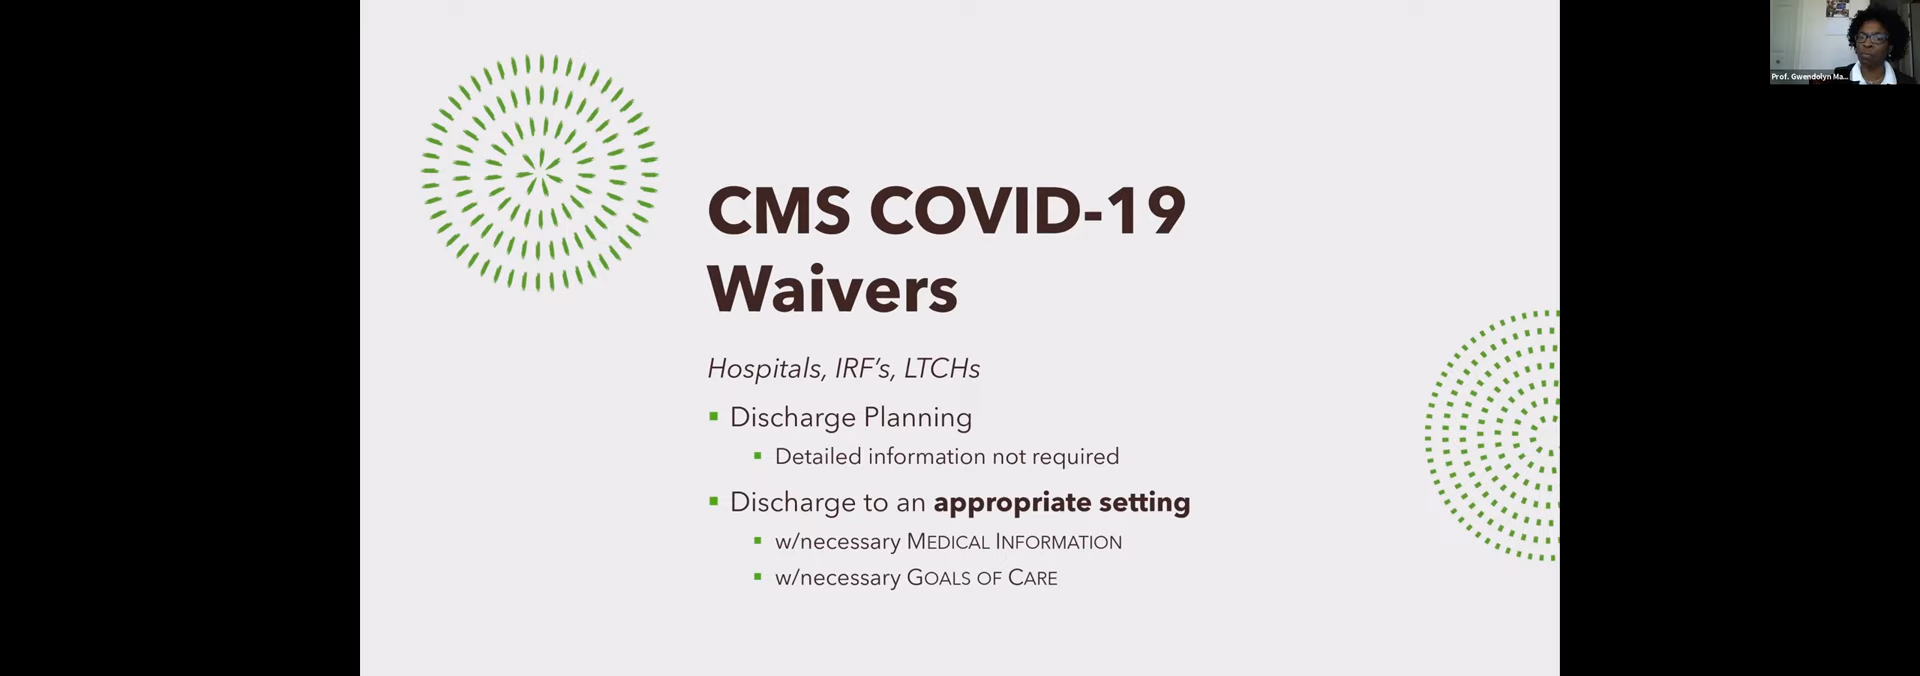 CMS COVID-19
Waivers
Hospitals, IRF's, LTCHs
Discharge Planning
Detailed information not required
Discharge to an appropriate setting
w/necessary MEDICAL INFORMATION
w/necessary GOALS OF CARE
Prof. Gwendolyn Ma...